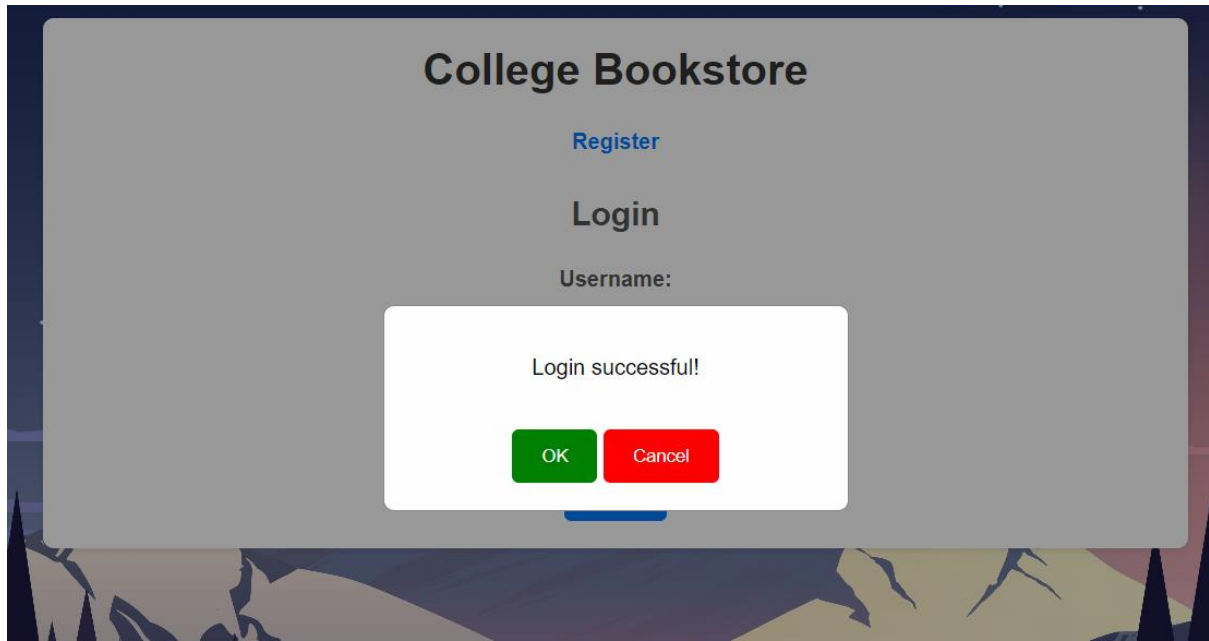 College Bookstore
Register
Login
Username:
Login successful!
OK Cancel